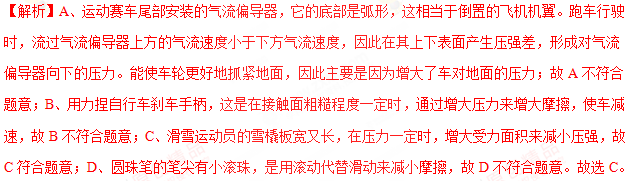 【解析】A、运动赛车尾部安装的气流偏导器，它的底部是弧形，这相当于倒置的飞机机翼。跑车行驶
时，流过气流偏导器上方的气流速度小于下方气流速度，因此在其上下表面产生压强差，形成对气流
偏导器向下的压力。能使车轮更好地抓紧地面，因此主要是因为增大了车对地面的压力；故 A 不符合
题意；B、用力捏自行车刹车手柄，这是在接触面粗糙程度一定时，通过增大压力来增大摩擦，使车减
速，故 B 不符合题意；C、滑雪运动员的雪橇板宽又长，在压力一定时，增大受力面积来减小压强，故
C 符合题意；D、圆珠笔的笔尖有小滚珠，是用滚动代替滑动来减小摩擦，故 D 不符合题意。故选 C。